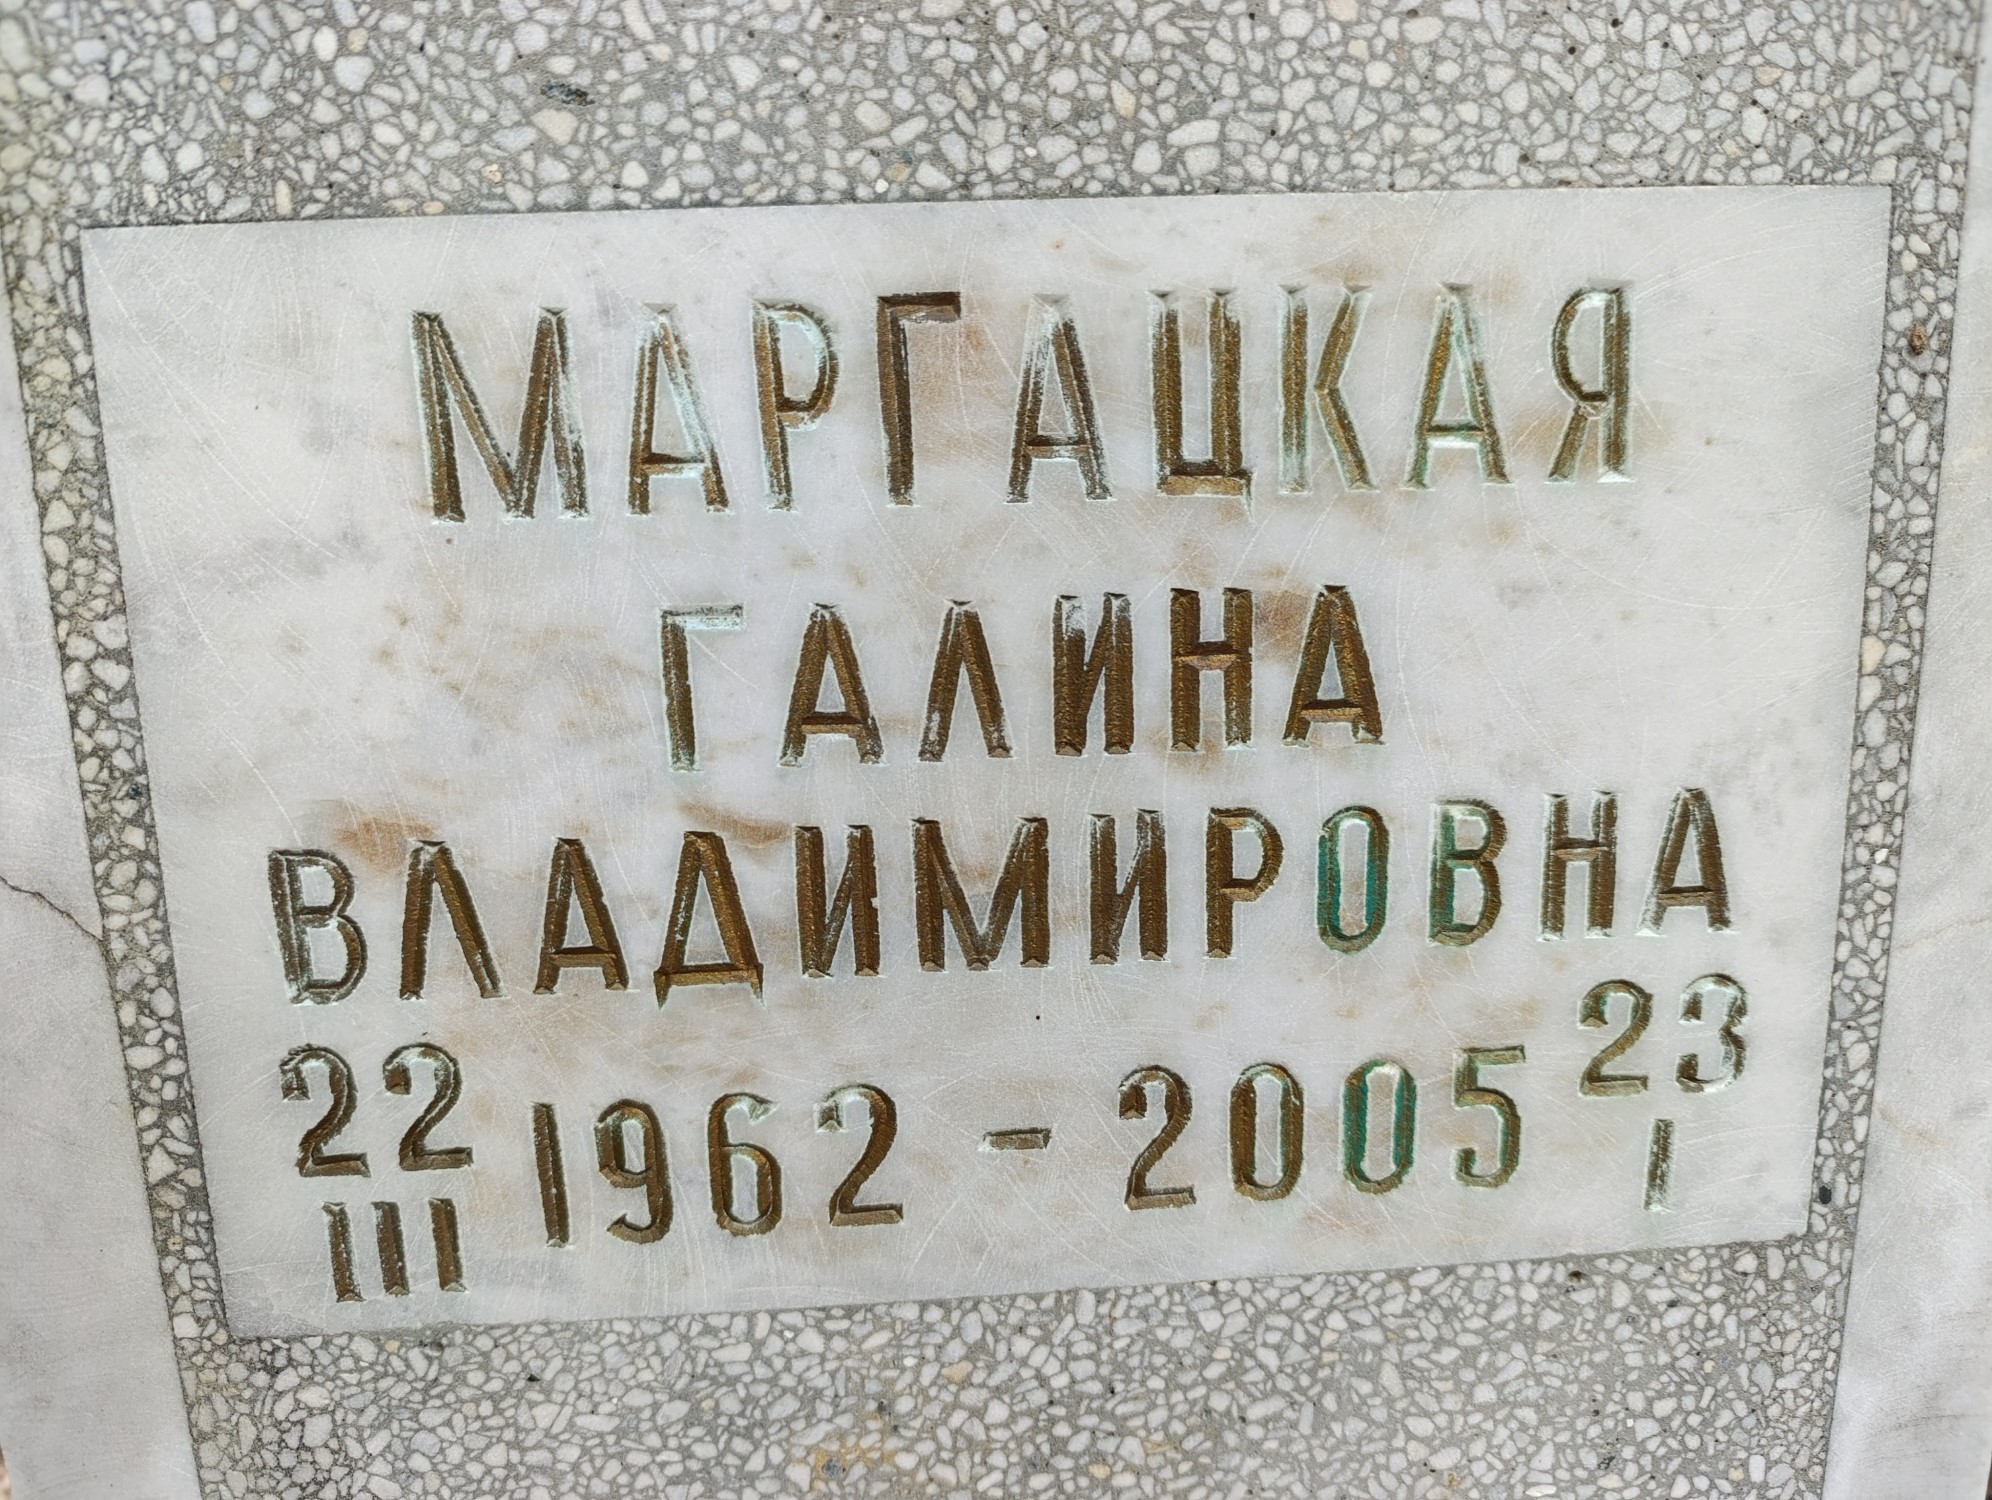 МАРГАЦКАЯ
ГАЛИНА
ВЛАДИМИРОВНА
22 III 1962 - 2005 23 I